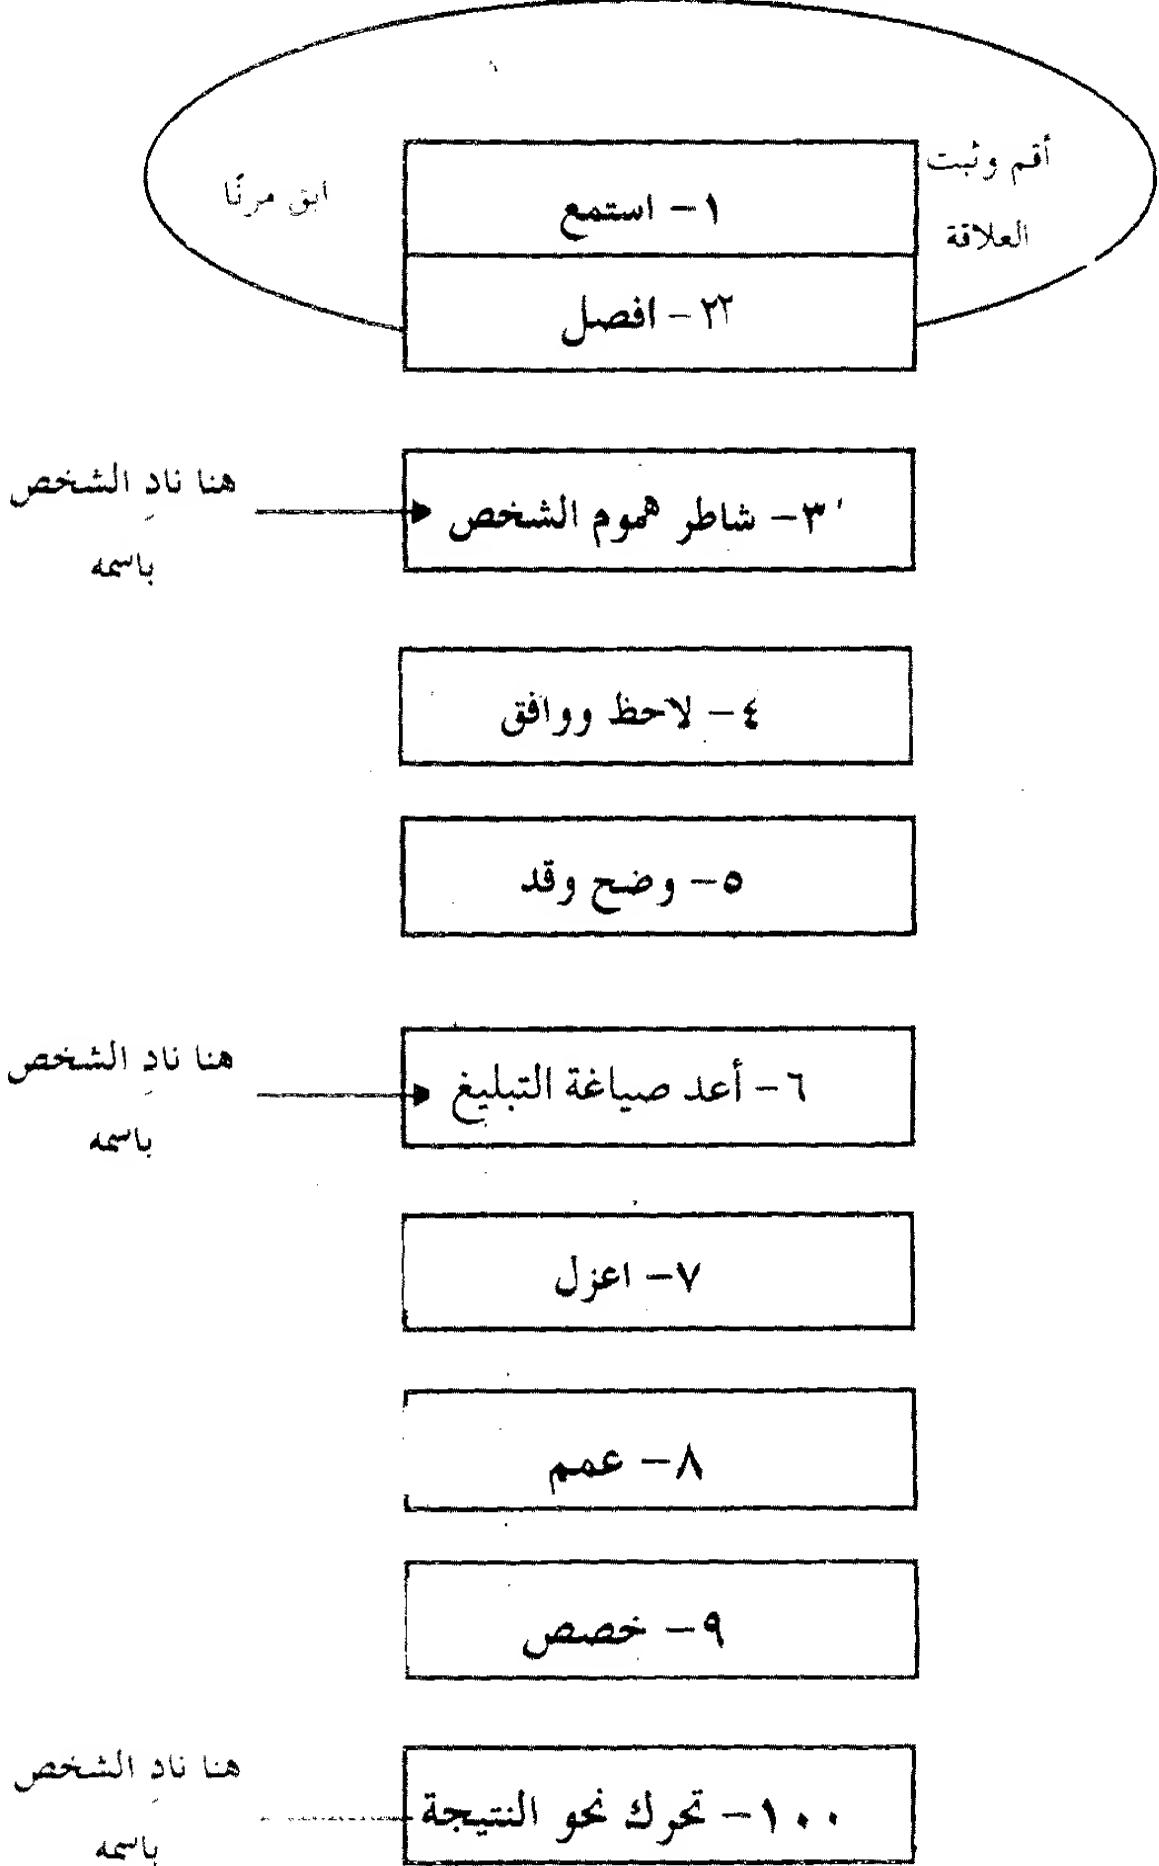 أقم وثبت
العلاقة
١- استمع
ابق مرنًا
٢٢- افصل
٣- شاطر هموم الشخص
هنا نادِ الشخص
باسمه
٤- لاحظ ووافق
٥- وضح وقد
٦- أعد صياغة التبليغ
هنا نادِ الشخص
باسمه
٧- اعزل
٨- عمم
٩- خصص
١٠٠- تحرك نحو النتيجة
هنا نادِ الشخص
باسمه